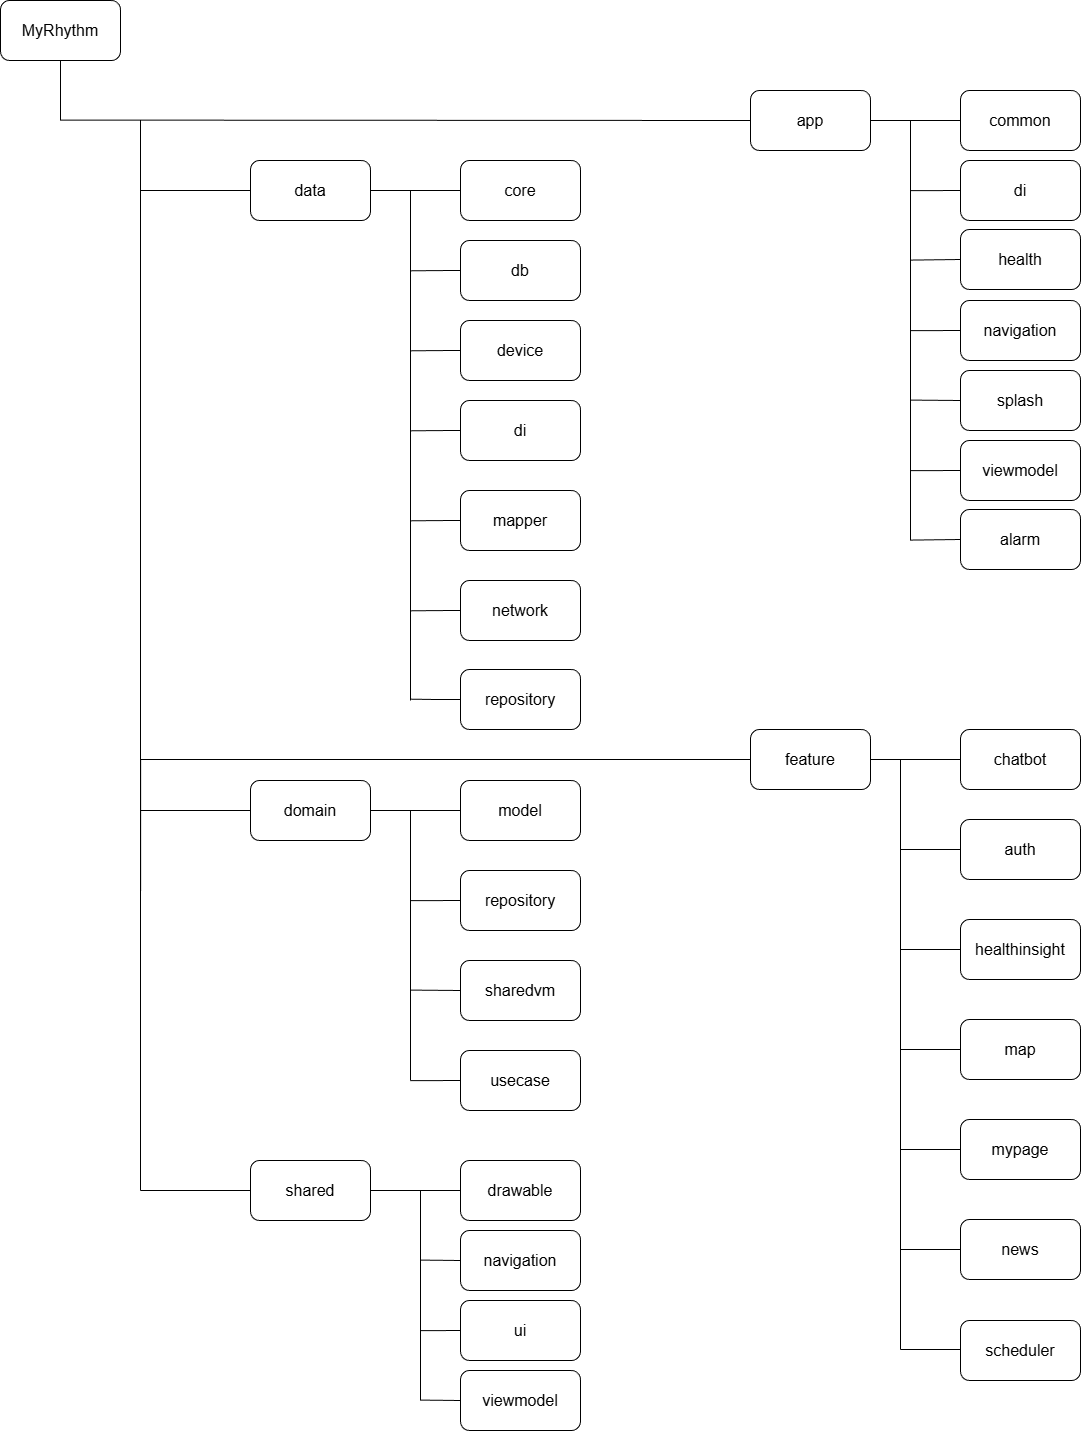 MyRhythm
app
common
data
core
di
db
health
device
navigation
di
splash
viewmodel
mapper
alarm
network
repository
feature
chatbot
domain
model
auth
repository
healthinsight
sharedvm
map
usecase
mypage
shared
drawable
navigation
news
ui
scheduler
viewmodel